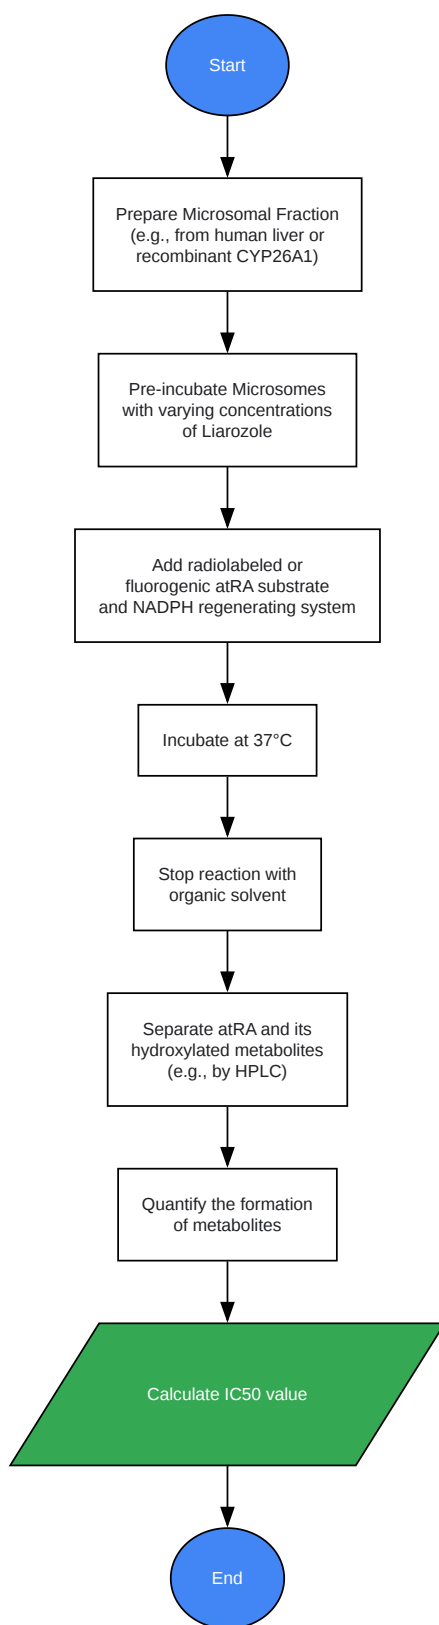 Start
Prepare Microsomal Fraction
(e.g., from human liver or
recombinant CYP26A1)
Pre-incubate Microsomes
with varying concentrations
of Liarozole
Add radiolabeled or
fluorogenic atRA substrate
and NADPH regenerating system
Incubate at 37°C
Stop reaction with
organic solvent
Separate atRA and its
hydroxylated metabolites
(e.g., by HPLC)
Quantify the formation
of metabolites
Calculate IC50 value
End